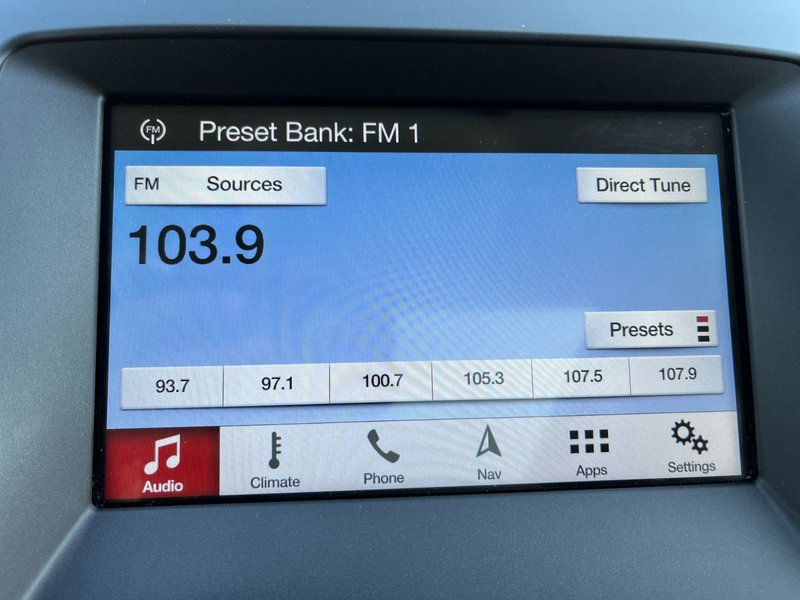 FM Preset Bank: FM 1
FM Sources Direct Tune
103.9
Presets
93.7 97.1 100.7 105.3 107.5 107.9
Audio Climate Phone Nav Apps Settings